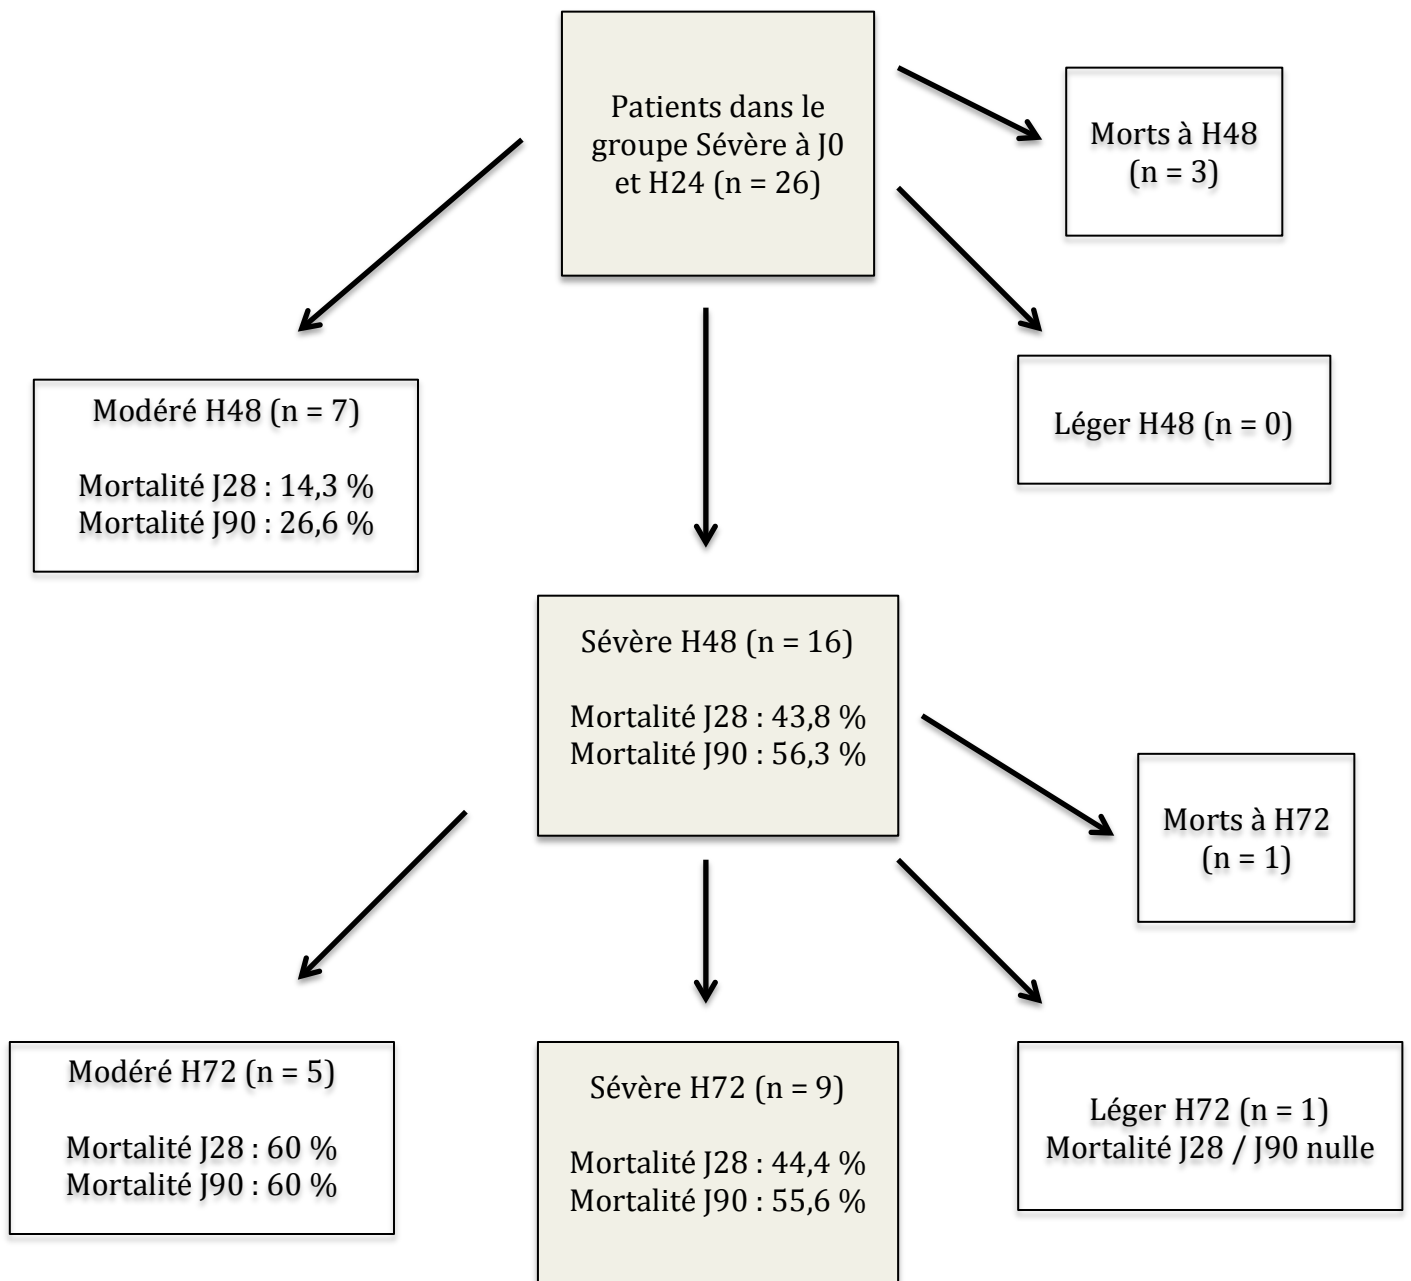 Patients dans le
groupe Sévère à J0
et H24 (n = 26)
Morts à H48
(n = 3)
Modéré H48 (n = 7)
Mortalité J28 : 14,3 %
Mortalité J90 : 26,6 %
Léger H48 (n = 0)
Sévère H48 (n = 16)
Mortalité J28 : 43,8 %
Mortalité J90 : 56,3 %
Morts à H72
(n = 1)
Modéré H72 (n = 5)
Mortalité J28 : 60 %
Mortalité J90 : 60 %
Sévère H72 (n = 9)
Mortalité J28 : 44,4 %
Mortalité J90 : 55,6 %
Léger H72 (n = 1)
Mortalité J28 / J90 nulle